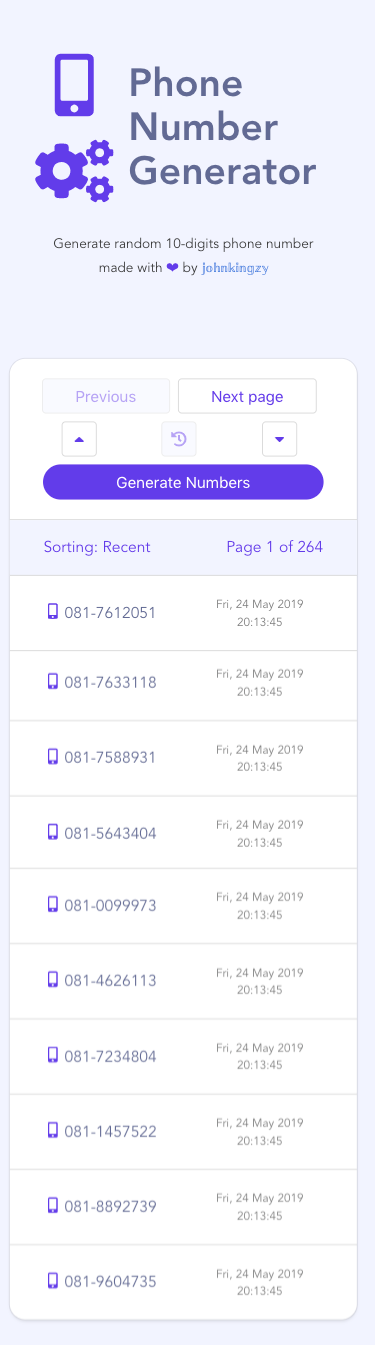 Phone
Number
Generator
Generate random 10-digits phone number
made with ❤ by johnkingzy
Previous
Next page
Generate Numbers
Sorting: Recent
Page 1 of 264
081-7612051
Fri, 24 May 2019
20:13:45
081-7633118
Fri, 24 May 2019
20:13:45
081-7588931
Fri, 24 May 2019
20:13:45
081-5643404
Fri, 24 May 2019
20:13:45
081-0099973
Fri, 24 May 2019
20:13:45
081-4626113
Fri, 24 May 2019
20:13:45
081-7234804
Fri, 24 May 2019
20:13:45
081-1457522
Fri, 24 May 2019
20:13:45
081-8892739
Fri, 24 May 2019
20:13:45
081-9604735
Fri, 24 May 2019
20:13:45